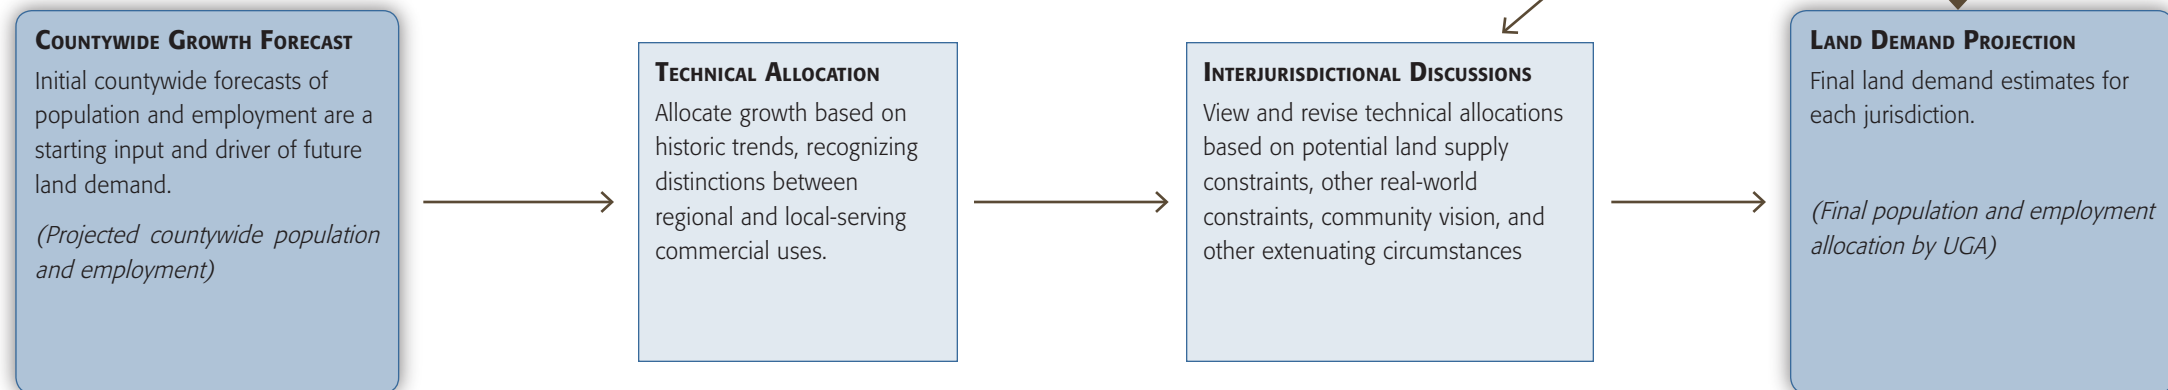 COUNTYWIDE GROWTH FORECAST
Initial countywide forecasts of
population and employment are a
starting input and driver of future
land demand.
(Projected countywide population
and employment)
TECHNICAL ALLOCATION
Allocate growth based on
historic trends, recognizing
distinctions between
regional and local-serving
commercial uses.
INTERJURISDICTIONAL DISCUSSIONS
View and revise technical allocations
based on potential land supply
constraints, other real-world
constraints, community vision, and
other extenuating circumstances
LAND DEMAND PROJECTION
Final land demand estimates for
each jurisdiction.
(Final population and employment
allocation by UGA)